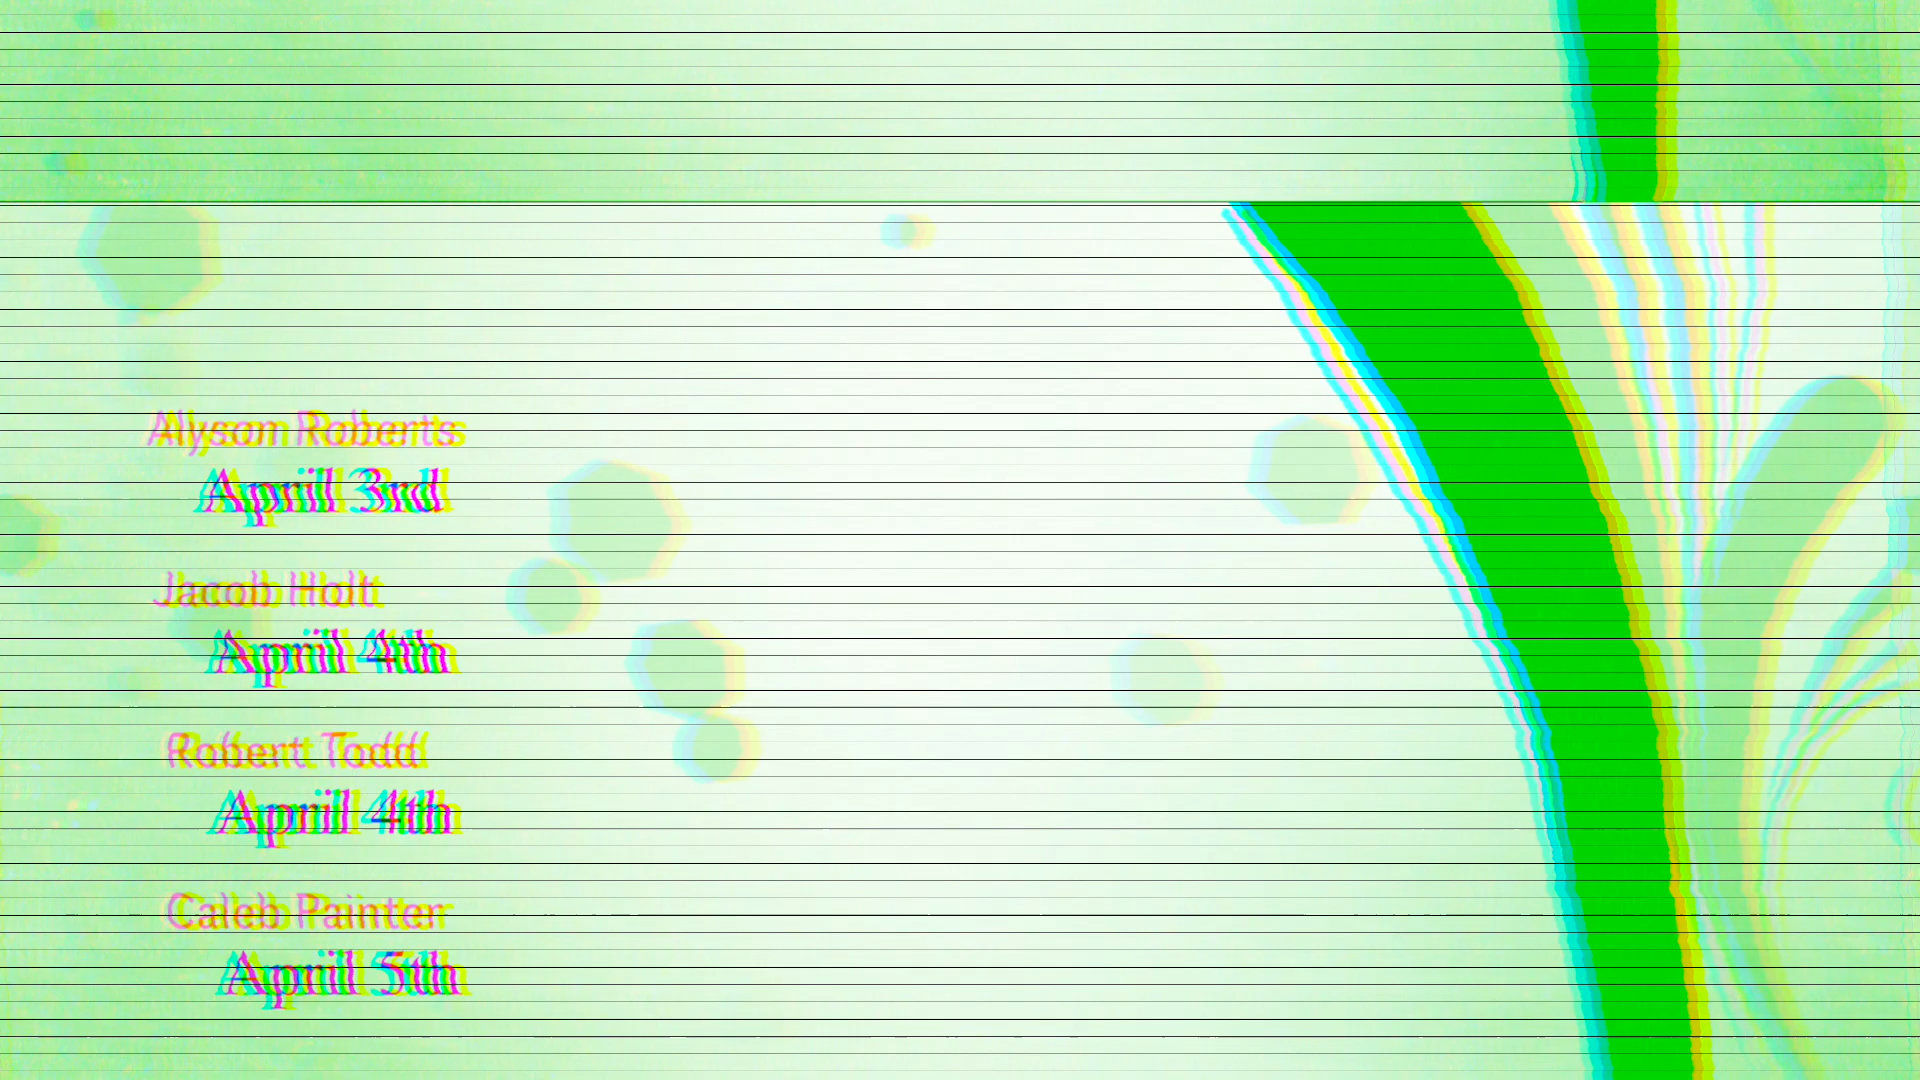 Alyson Roberts
April 3rd
Jacob Holt
April 4th
Robert Todd
April 4th
Caleb Painter
April 5th